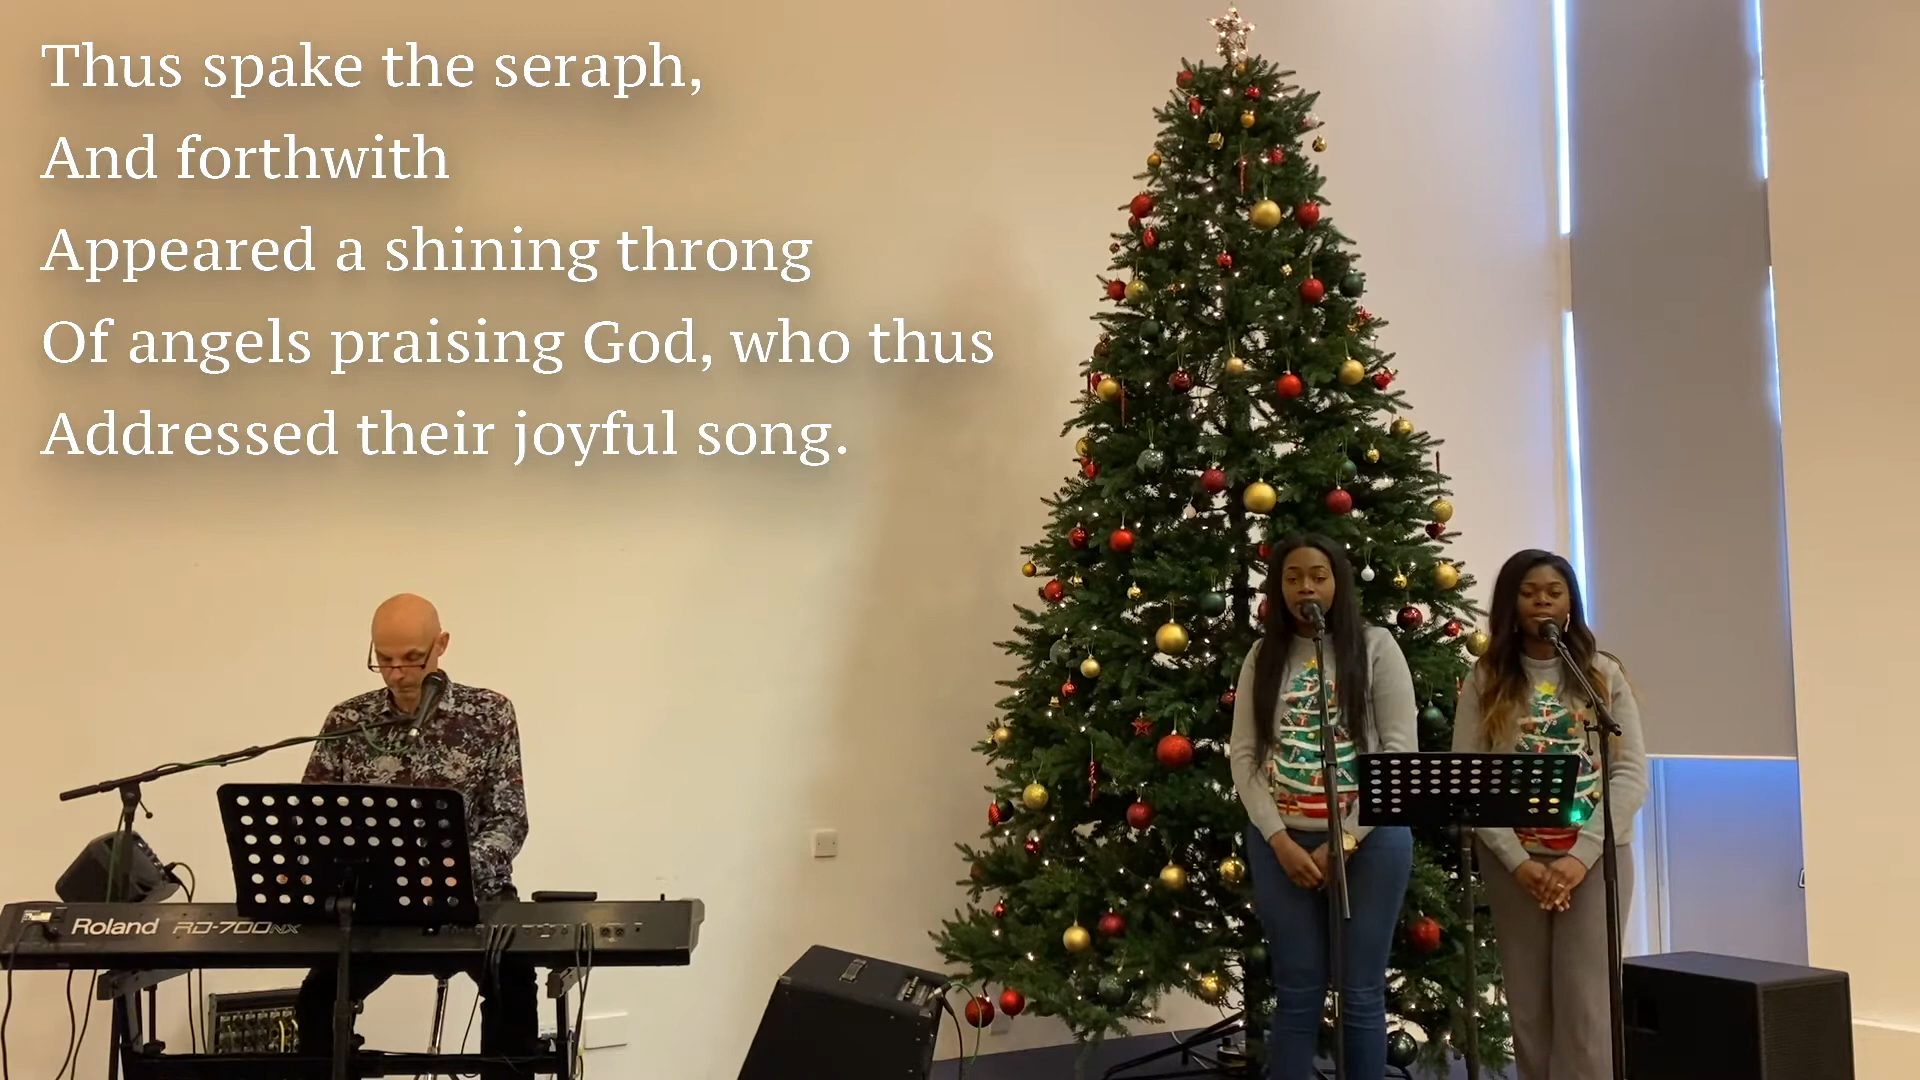 Thus spake the seraph,
And forthwith
Appeared a shining throng
Of angels praising God, who thus
Addressed their joyful song.
Roland RD-700NX